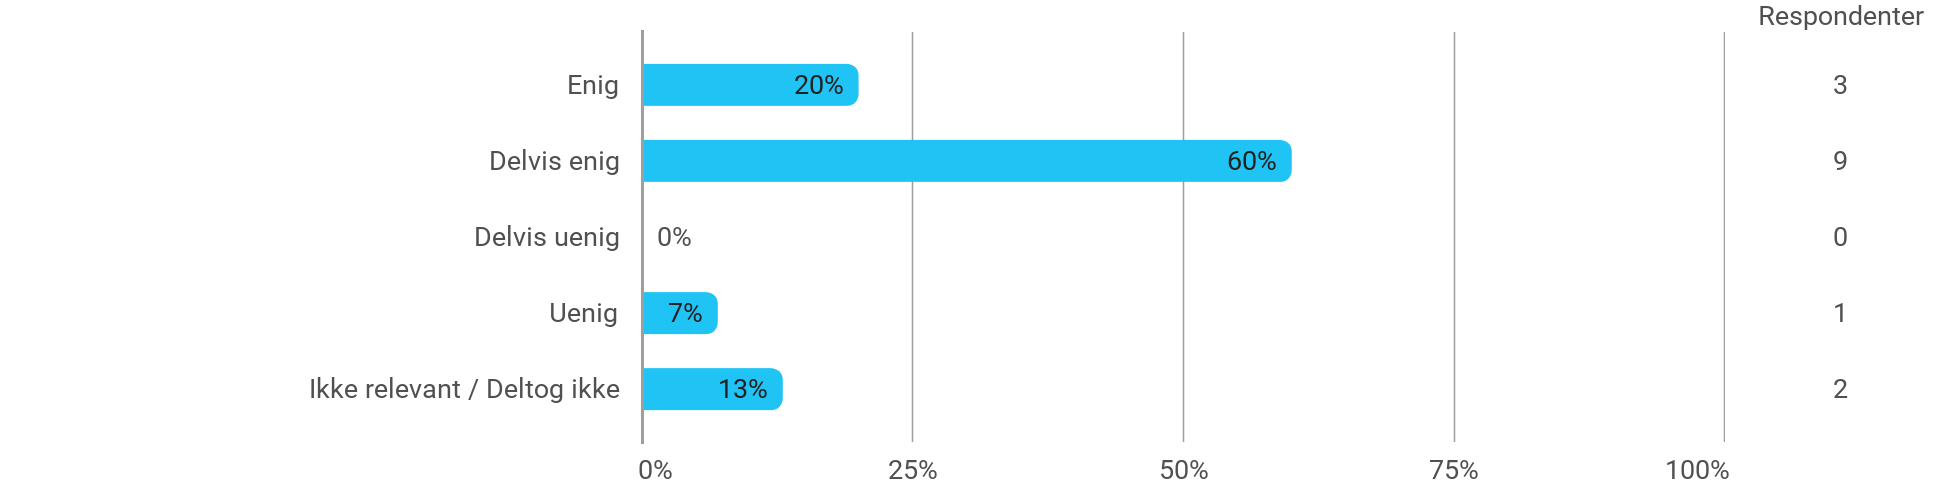 Respondenter
Enig 20% 3
Delvis enig 60% 9
Delvis uenig 0% 0
Uenig 7% 1
Ikke relevant / Deltog ikke 13% 2
0% 25% 50% 75% 100%